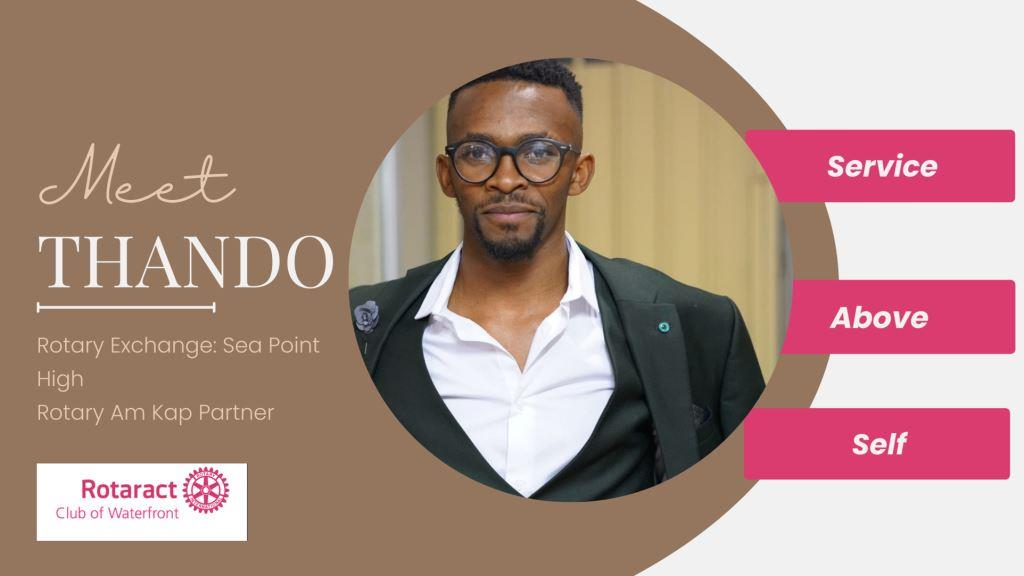 Meet
THANDO
Rotary Exchange: Sea Point
High
Rotary Am Kap Partner
Rotaract
Club of Waterfront
Service
Above
Self